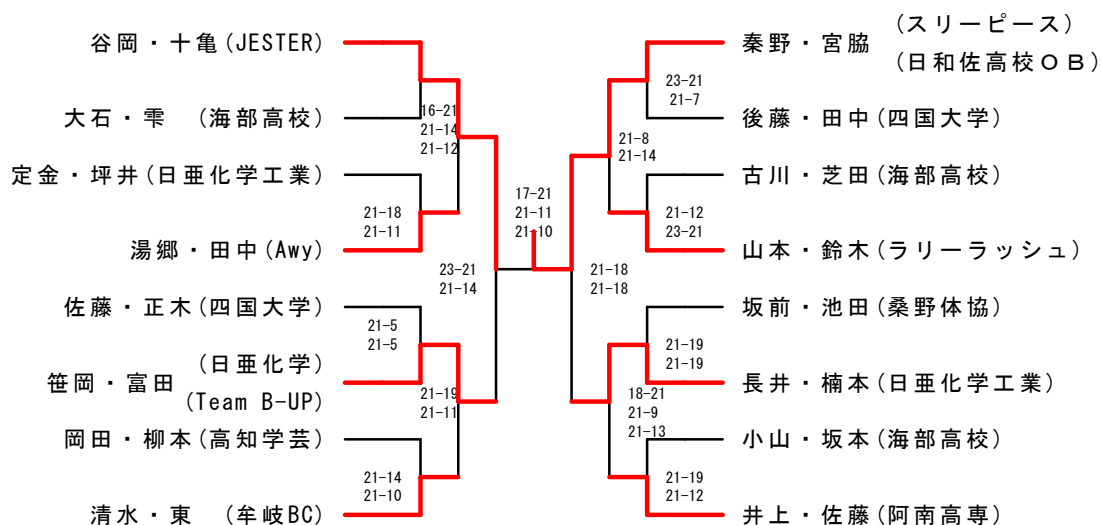 谷岡・十亀(JESTER)
大石・雫 (海部高校)
16-21
21-14
21-12
定金・坪井(日亜化学工業)
21-18
21-11
湯郷・田中(Awy)
23-21
21-14
佐藤・正木(四国大学)
21-5
21-5
笹岡・富田
(日亜化学)
(Team B-UP)
21-19
21-11
岡田・柳本(高知学芸)
21-14
21-10
清水・東 (牟岐BC)
17-21
21-11
21-10
秦野・宮脇
(スリーピース)
(日和佐高校OB)
23-21
21-7
後藤・田中(四国大学)
21-8
21-14
古川・芝田(海部高校)
21-12
23-21
山本・鈴木(ラリーラッシュ)
21-18
21-18
坂前・池田(桑野体協)
21-19
21-19
長井・楠本(日亜化学工業)
18-21
21-9
21-13
小山・坂本(海部高校)
21-19
21-12
井上・佐藤(阿南高専)